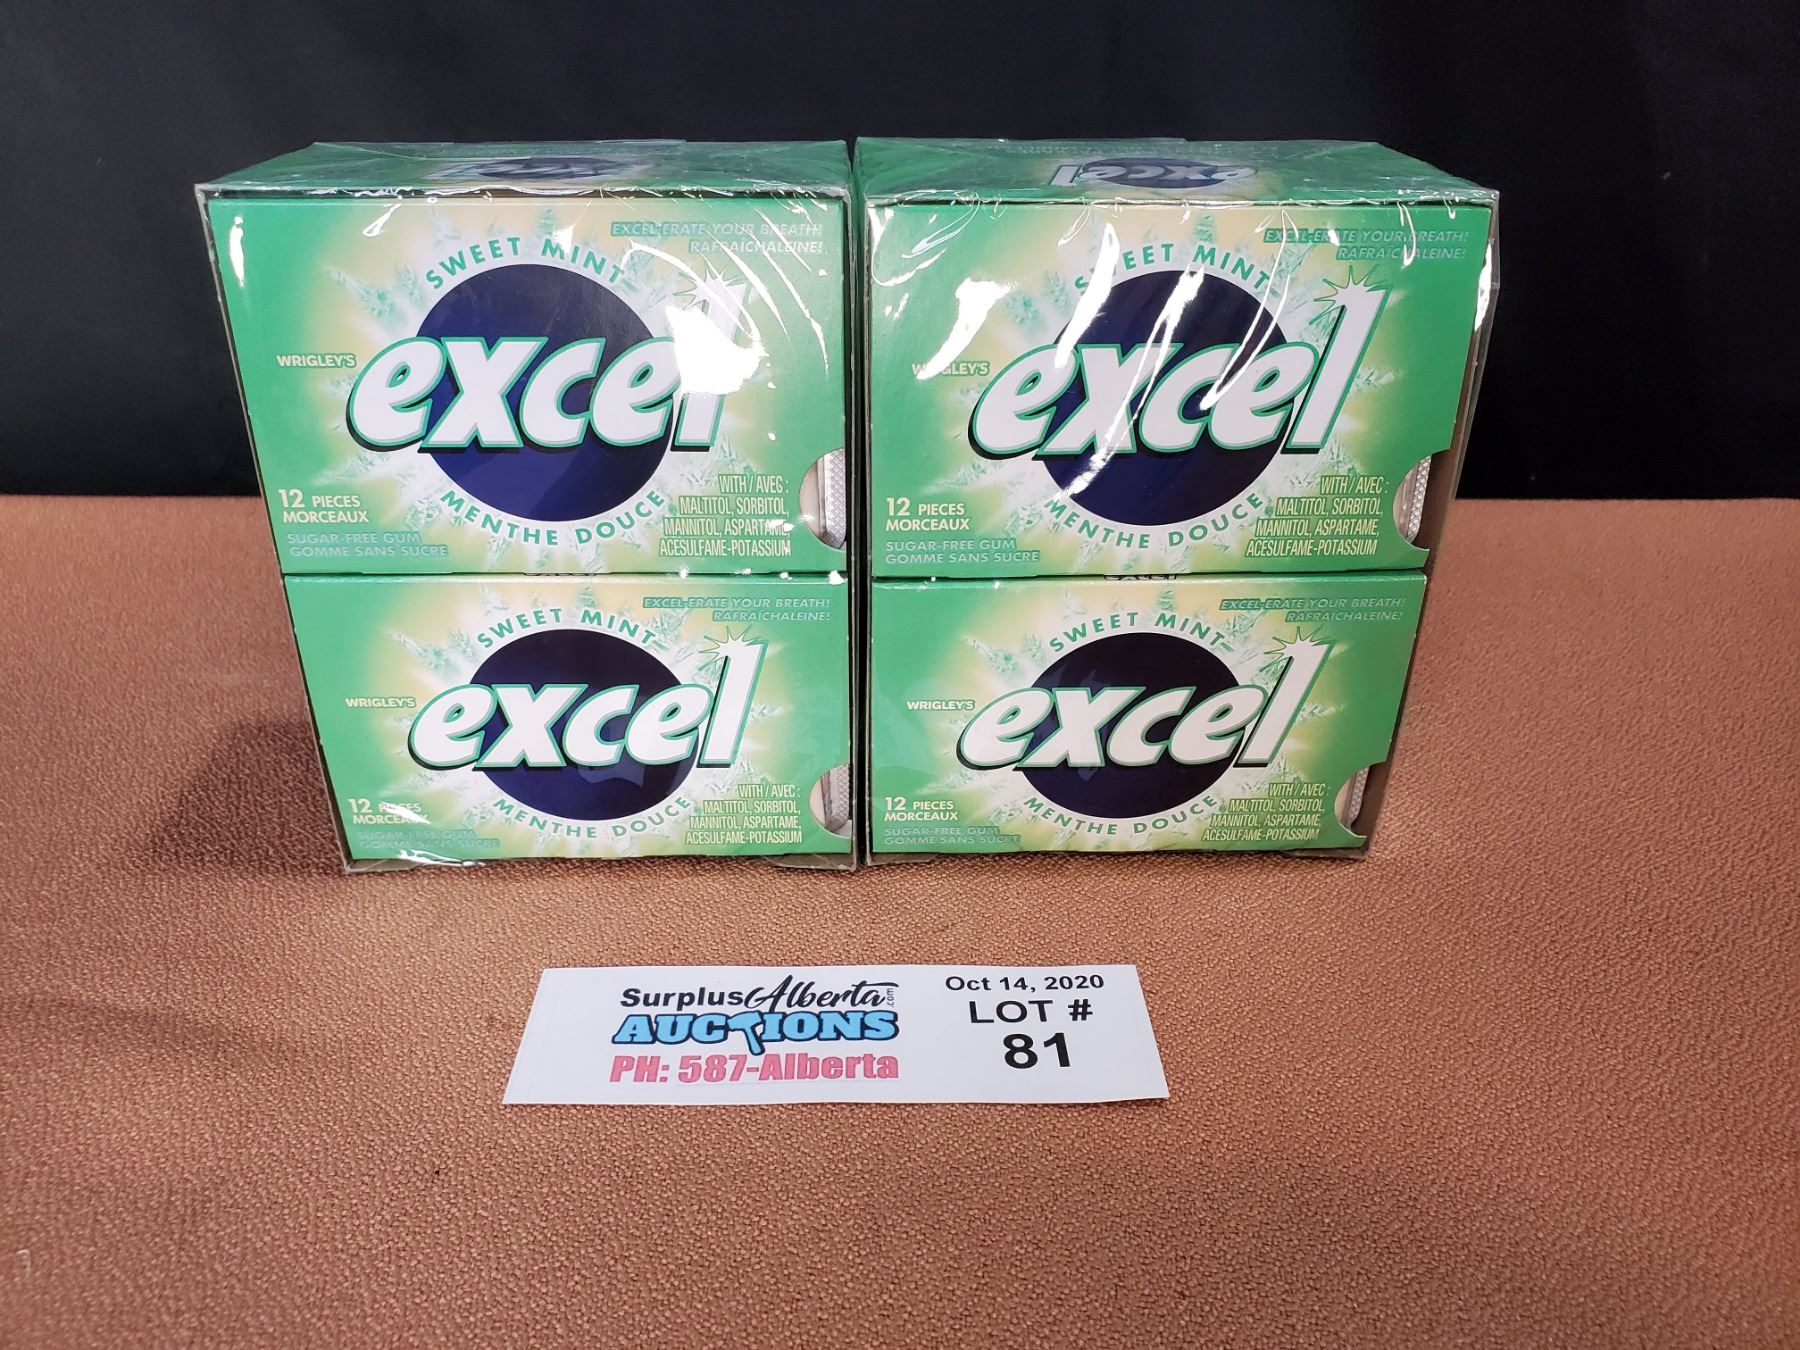 excel
excel
EXCEL-ERATE YOUR BREATH!
RAFRAÎCHALEINE!
SWEET MINT
WRIGLEY'S
excel
12 PIECES
MORCEAUX
MENTHE DOUCE
SUGAR-FREE GUM
GOMME SANS SUCRE
WITH / AVEC :
MALTITOL, SORBITOL,
MANNITOL, ASPARTAME,
ACESULFAME-POTASSIUM
EXCEL-ERATE YOUR BREATH!
RAFRAÎCHALEINE!
SWEET MINT
WRIGLEY'S
excel
12 PIECES
MORCEAUX
MENTHE DOUCE
SUGAR-FREE GUM
GOMME SANS SUCRE
WITH / AVEC :
MALTITOL, SORBITOL,
MANNITOL, ASPARTAME,
ACESULFAME-POTASSIUM
EXCEL-ERATE YOUR BREATH!
RAFRAÎCHALEINE!
SWEET MINT
WRIGLEY'S
excel
12 PIECES
MORCEAUX
MENTHE DOUCE
SUGAR-FREE GUM
GOMME SANS SUCRE
WITH / AVEC :
MALTITOL, SORBITOL,
MANNITOL, ASPARTAME,
ACESULFAME-POTASSIUM
EXCEL-ERATE YOUR BREATH!
RAFRAÎCHALEINE!
SWEET MINT
WRIGLEY'S
excel
12 PIECES
MORCEAUX
MENTHE DOUCE
SUGAR-FREE GUM
GOMME SANS SUCRE
WITH / AVEC :
MALTITOL, SORBITOL,
MANNITOL, ASPARTAME,
ACESULFAME-POTASSIUM
SurplusAlberta.com
AUCTIONS
PH: 587-Alberta
Oct 14, 2020
LOT #
81